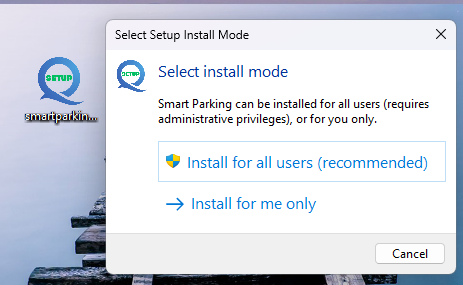 Select Setup Install Mode
SETUP
smartparkin...
SETUP
Select install mode
Smart Parking can be installed for all users (requires
administrative privileges), or for you only.
Install for all users (recommended)
Install for me only
Cancel